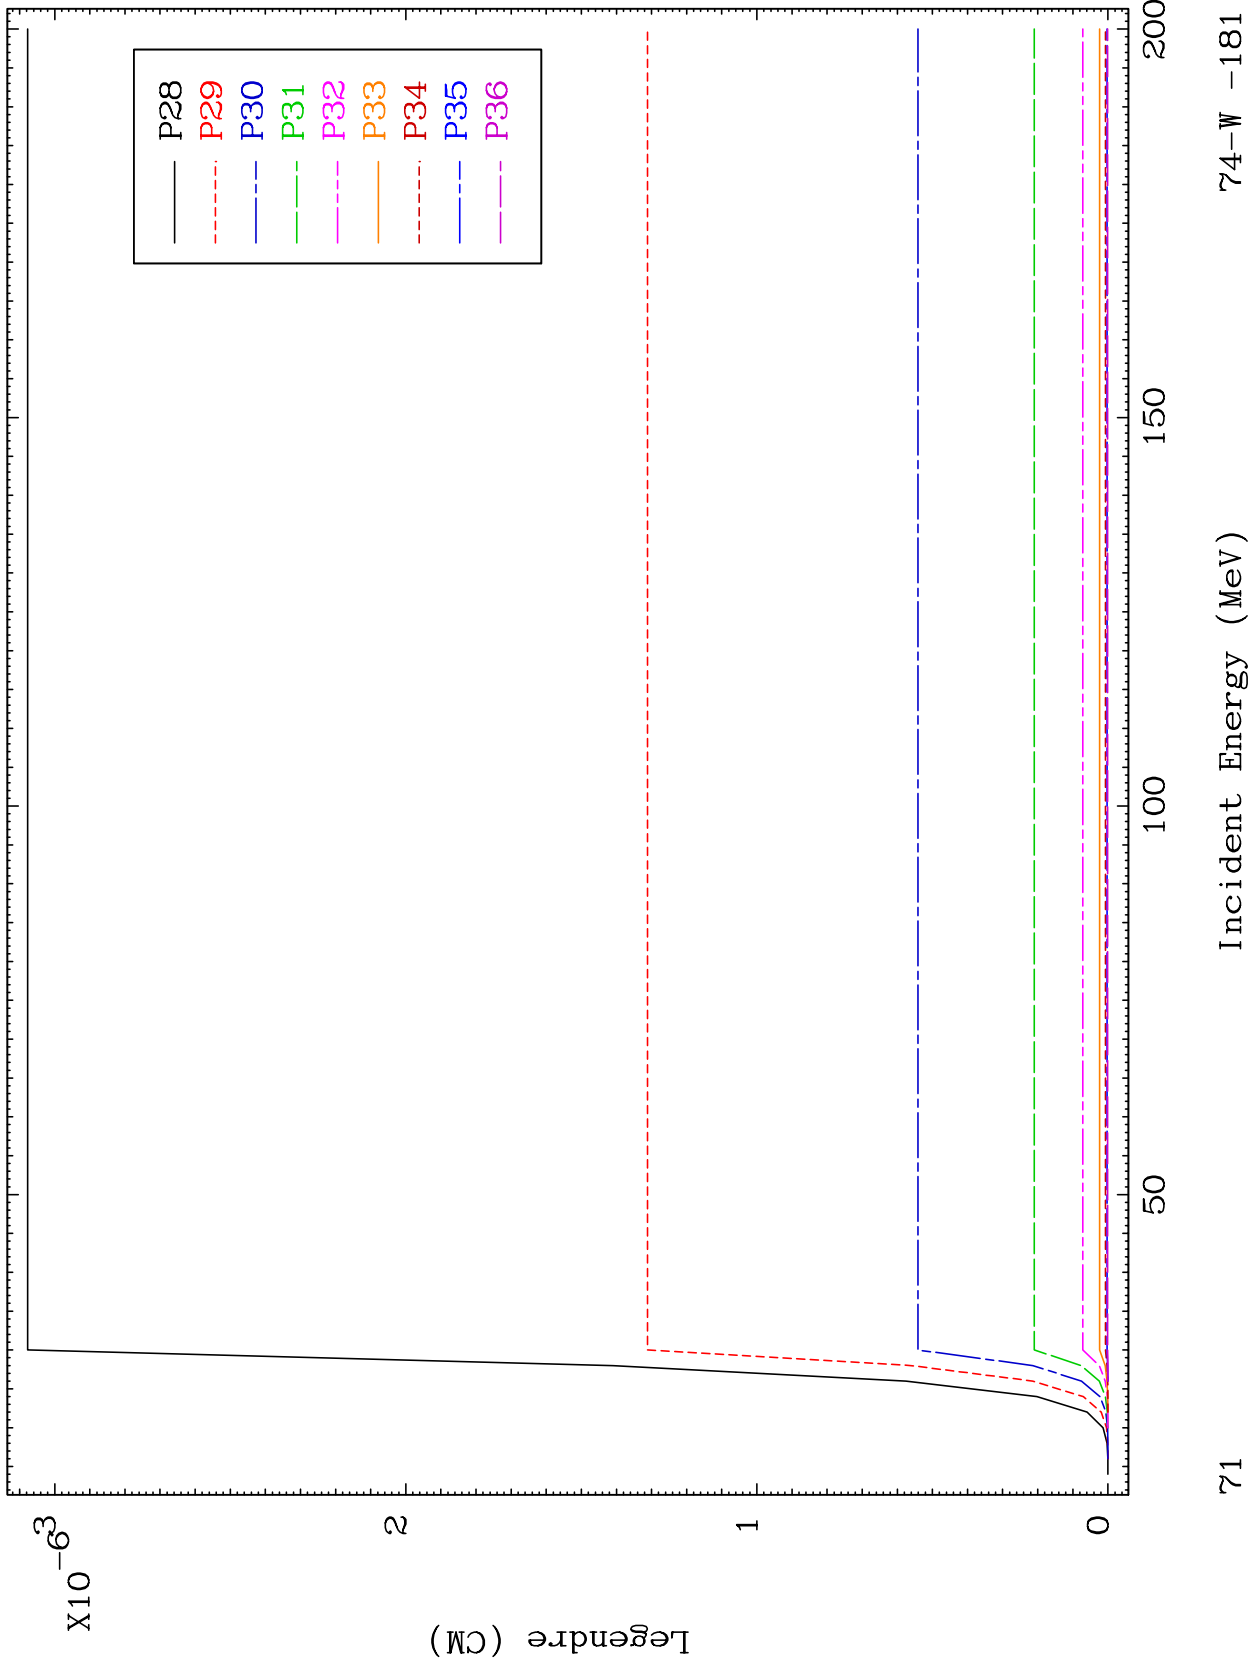 X10^-6
3
2
1
0
Legendre (CM)
P28
P29
P30
P31
P32
P33
P34
P35
P36
50
100
150
200
71
Incident Energy (MeV)
74-W -181